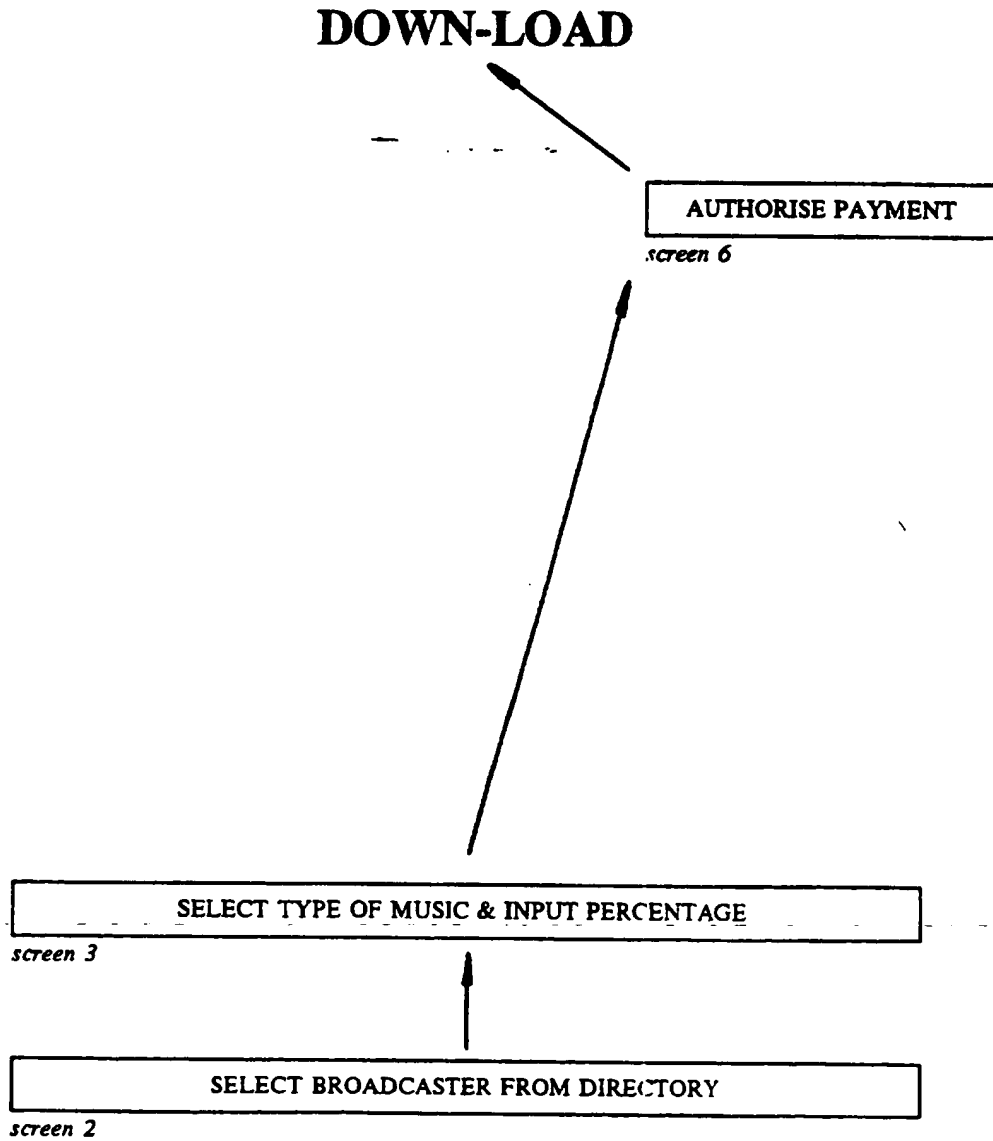 DOWN-LOAD
AUTHORISE PAYMENT
screen 6
SELECT TYPE OF MUSIC & INPUT PERCENTAGE
screen 3
SELECT BROADCASTER FROM DIRECTORY
screen 2